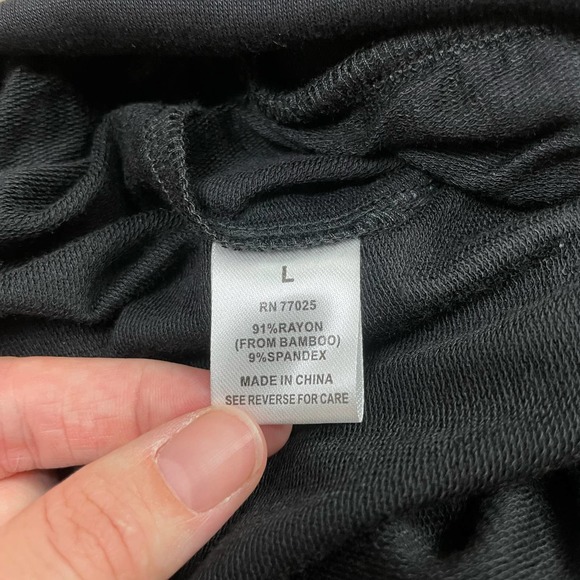 L
RN 77025
91%RAYON
(FROM BAMBOO)
9%SPANDEX
MADE IN CHINA
SEE REVERSE FOR CARE